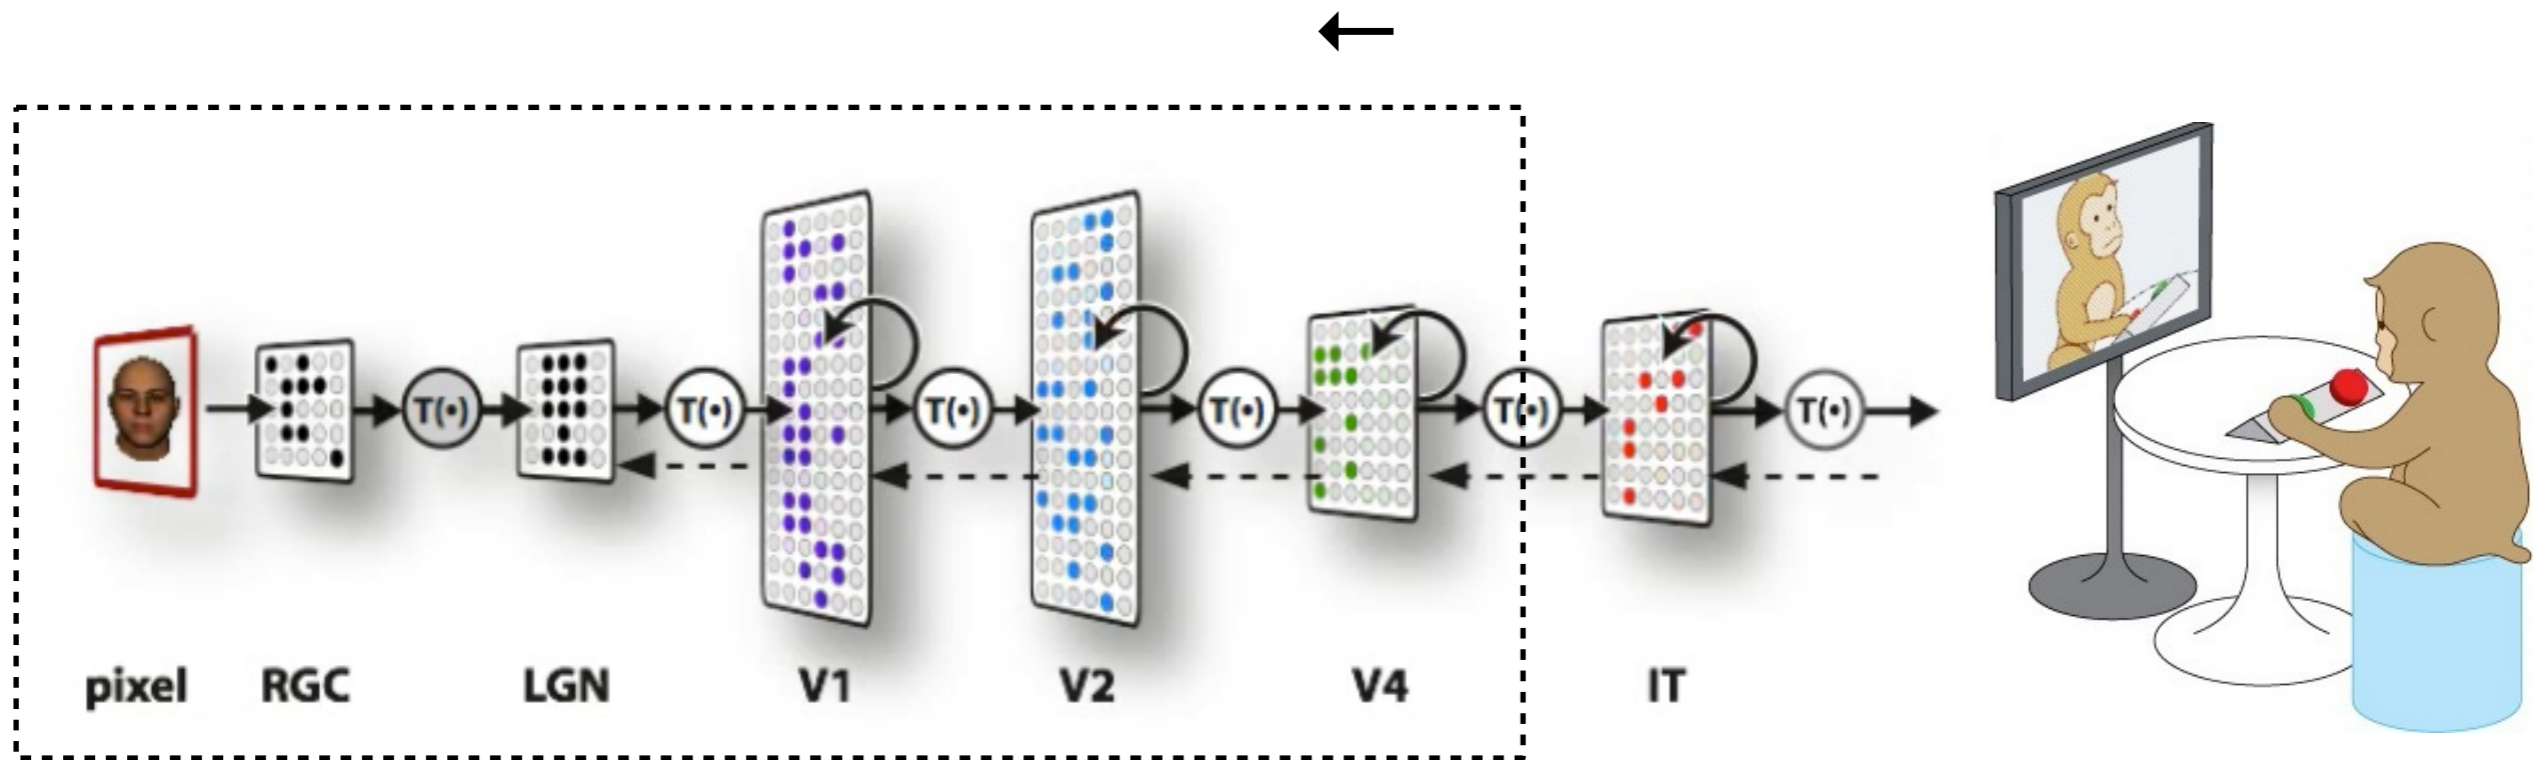 T(•) T(•) T(•) T(•) T(•) T(•)
pixel RGC LGN V1 V2 V4 IT